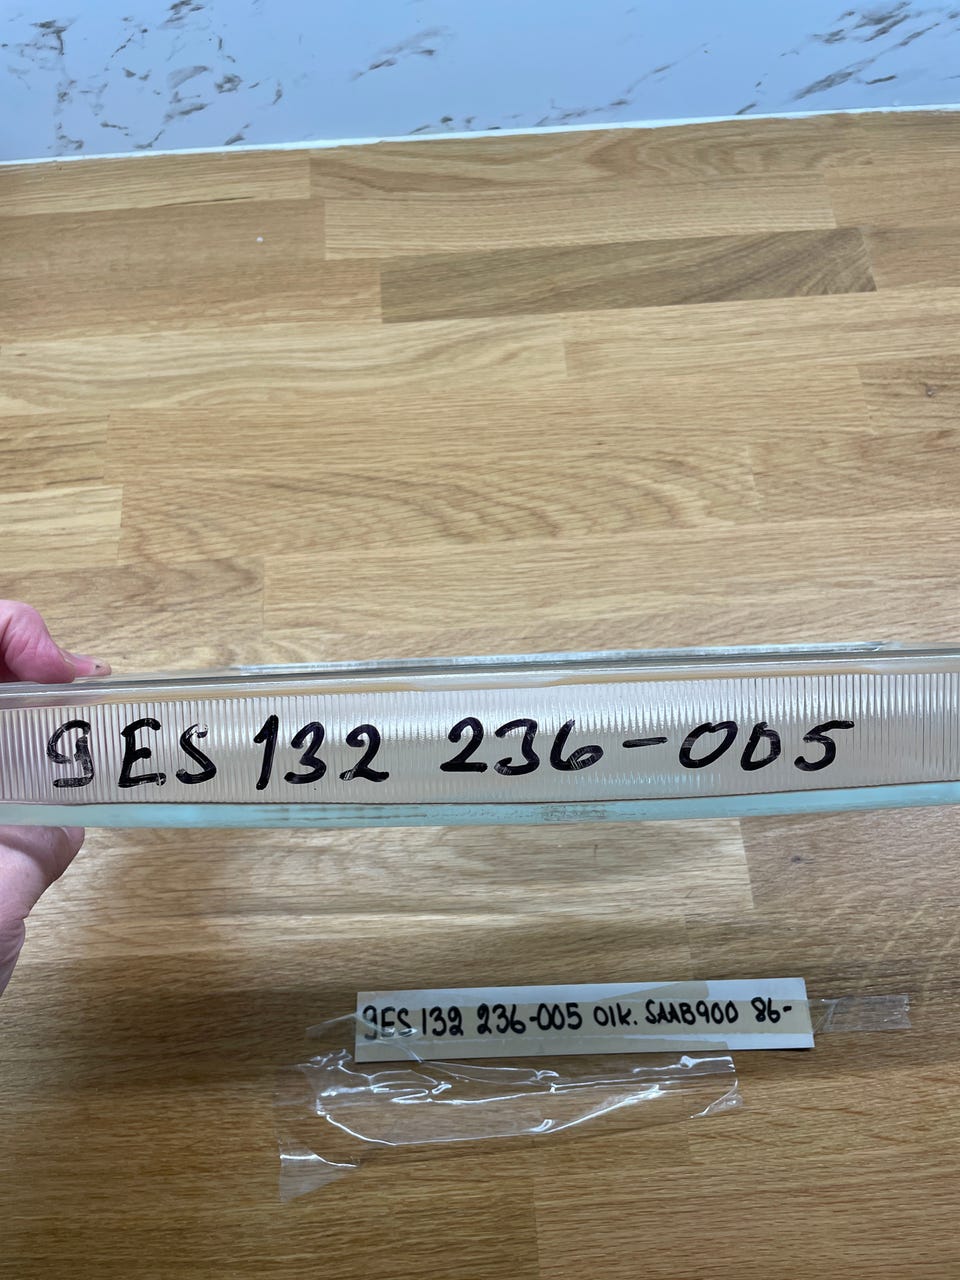 9ES 132 236-005
9ES 132 236-005 OIK. SAAB900 86-